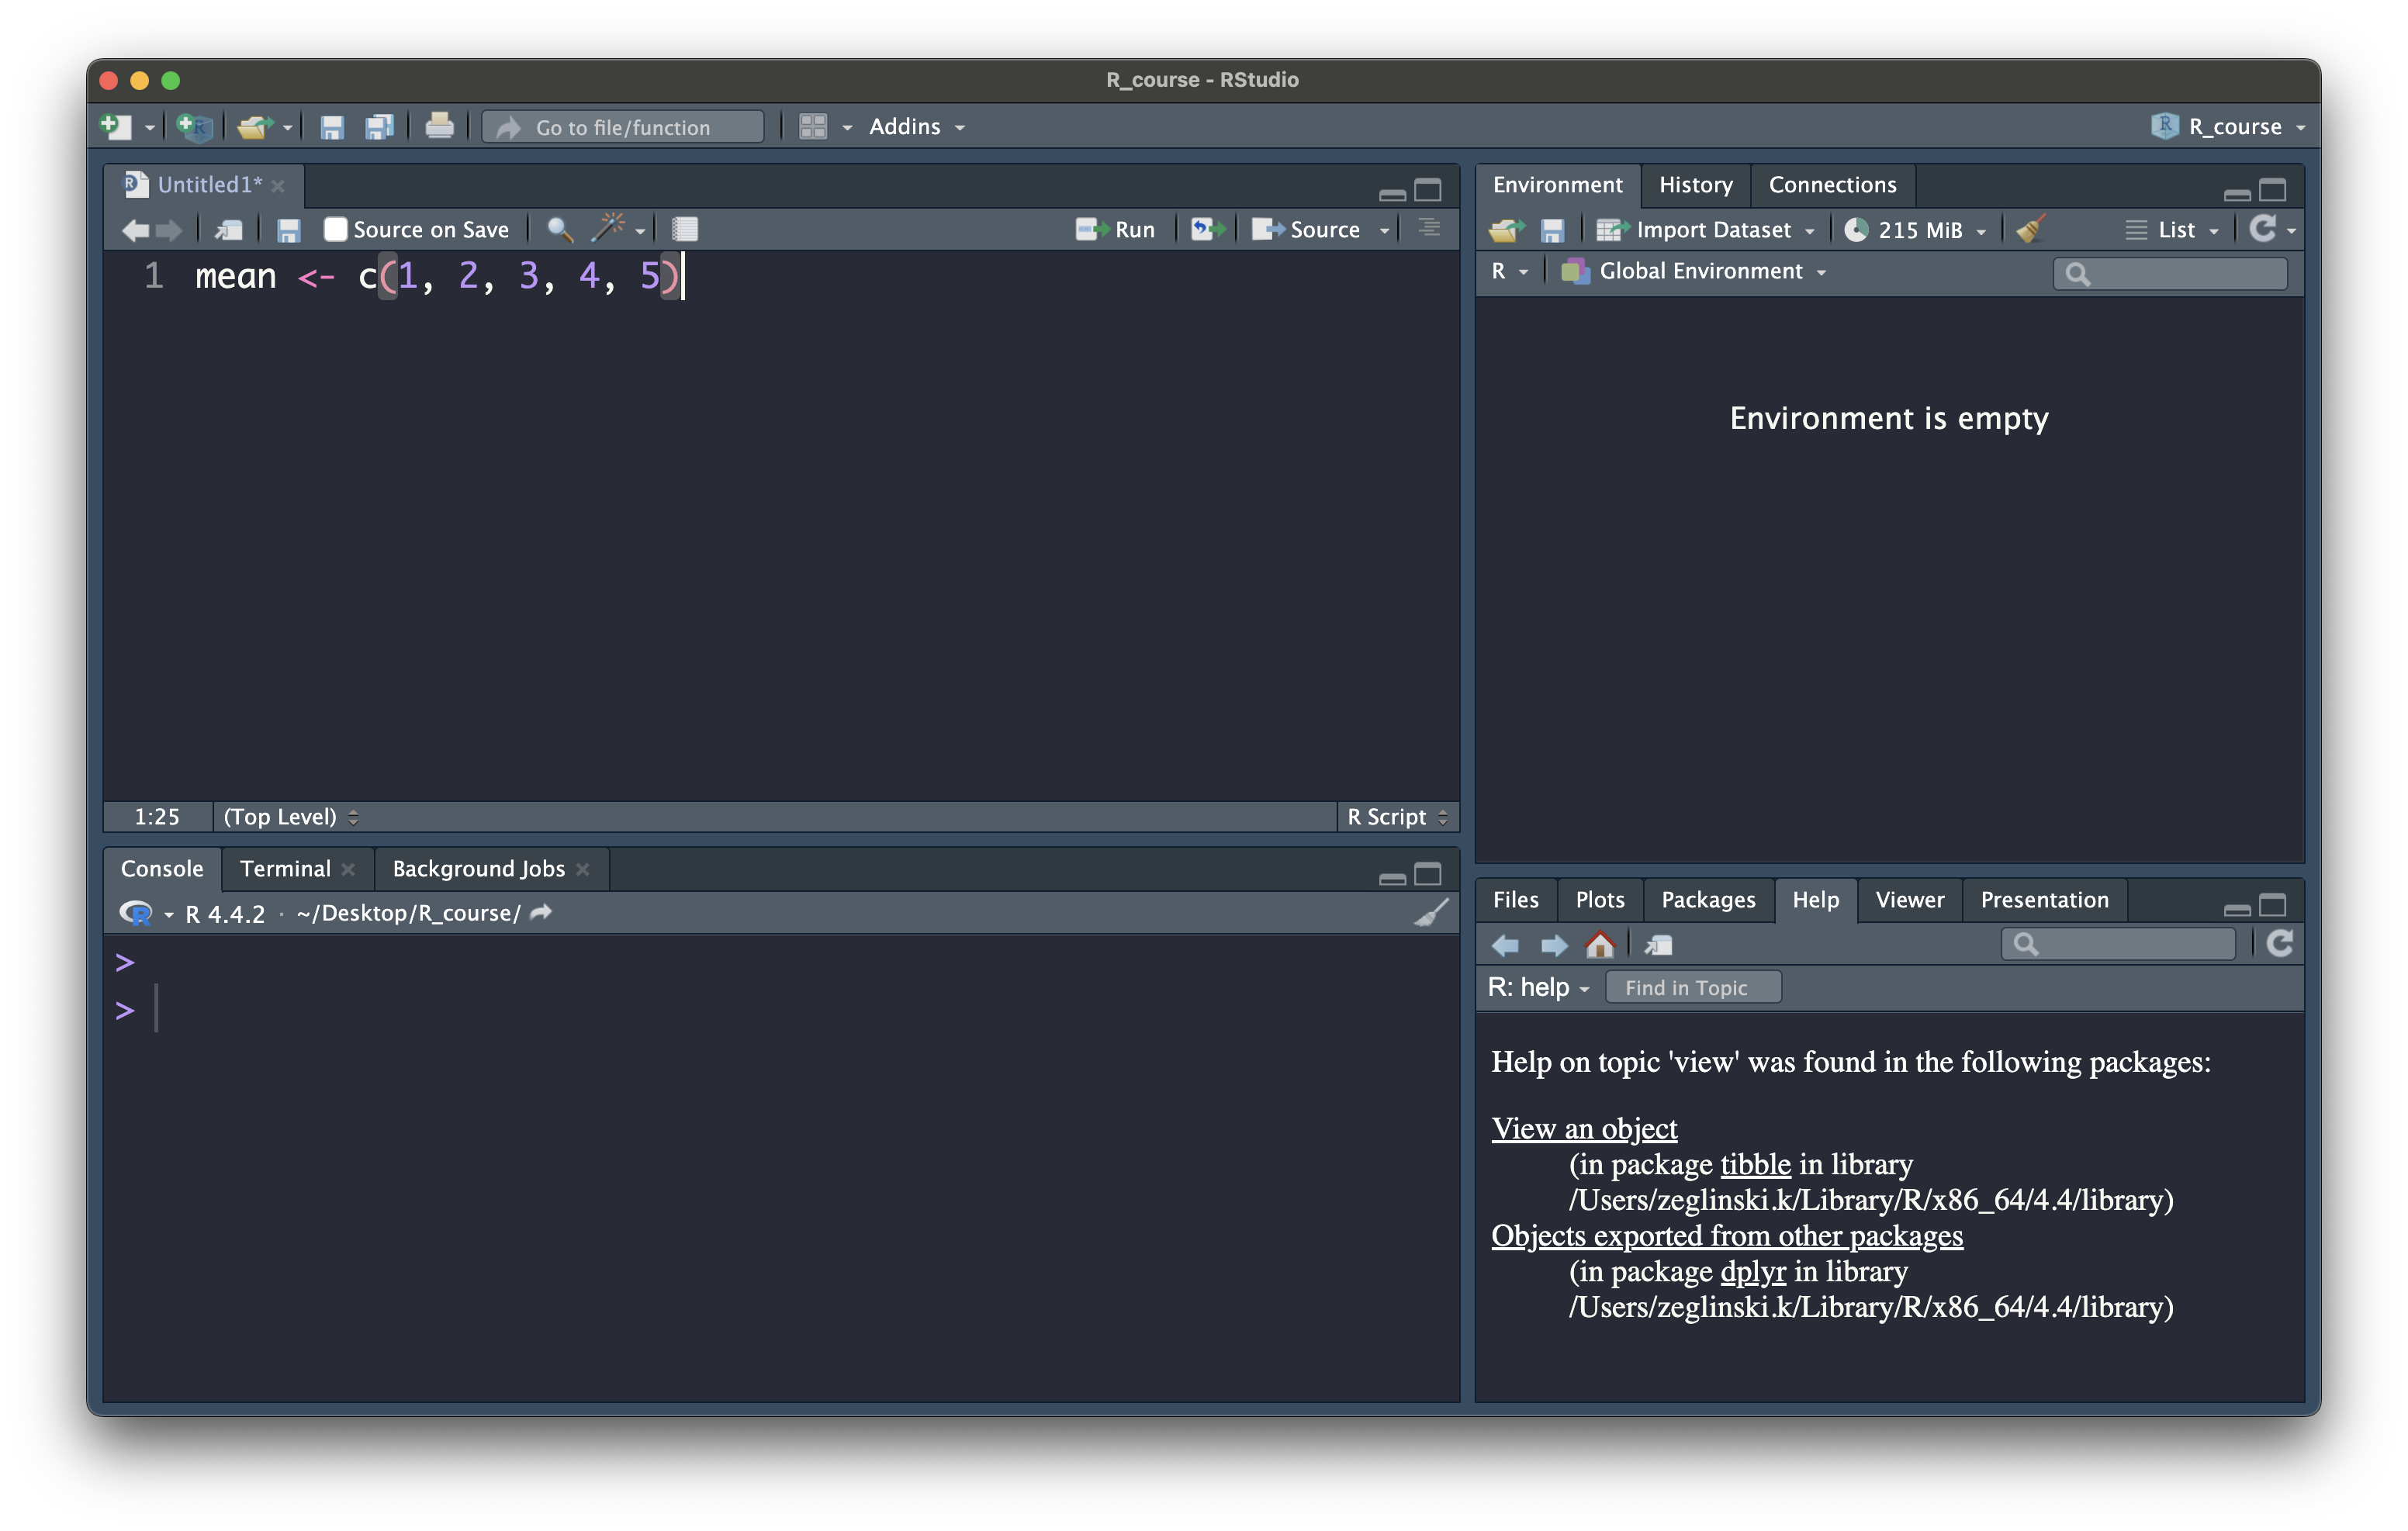 R_course - RStudio
Go to file/function
Addins
R_course
Untitled1*
Source on Save
Run
Source
1 mean <- c(1, 2, 3, 4, 5)
1:25
(Top Level)
R Script
Console
Terminal
Background Jobs
R 4.4.2 · ~/Desktop/R_course/
>
>
Environment
History
Connections
Import Dataset
215 MiB
List
R
Global Environment
Environment is empty
Files
Plots
Packages
Help
Viewer
Presentation
R: help
Find in Topic
Help on topic 'view' was found in the following packages:
View an object
(in package tibble in library
/Users/zeglinski.k/Library/R/x86_64/4.4/library)
Objects exported from other packages
(in package dplyr in library
/Users/zeglinski.k/Library/R/x86_64/4.4/library)